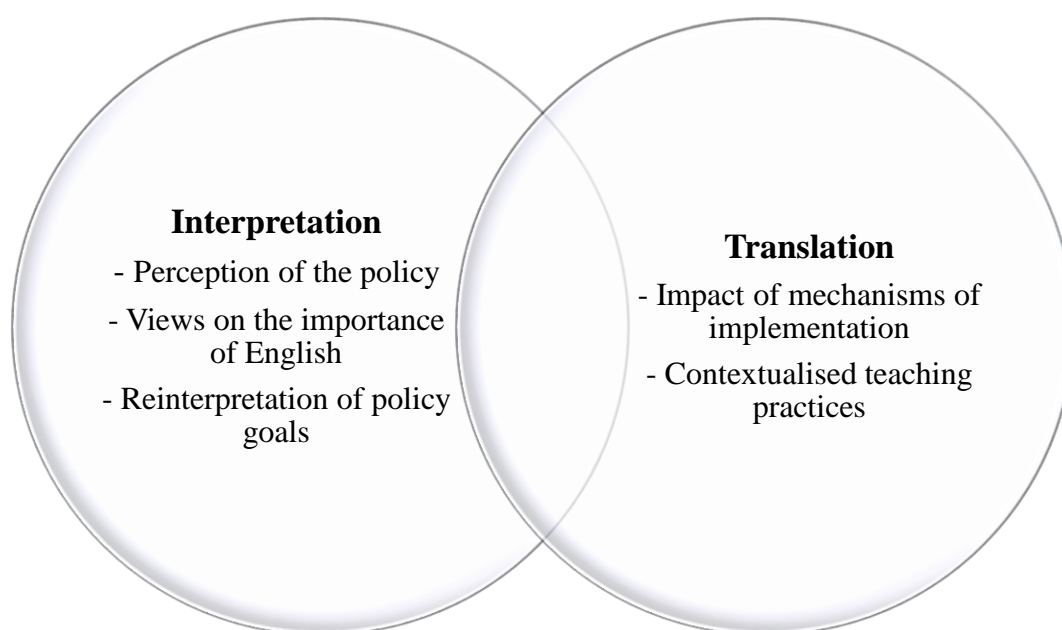 Interpretation
- Perception of the policy
- Views on the importance
of English
- Reinterpretation of policy
goals
Translation
- Impact of mechanisms of
implementation
- Contextualised teaching
practices